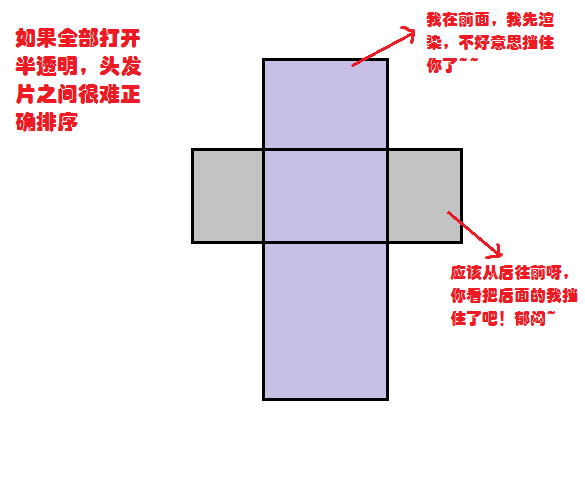 如果全部打开
半透明，头发
片之间很难正
确排序
我在前面，我先渲
染，不好意思挡住
你了~~
应该从后往前呀，
你看把后面的我挡
住了吧！郁闷~